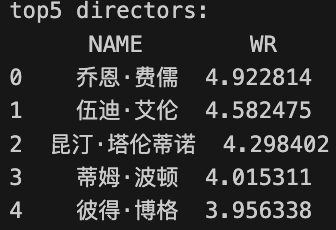 top5 directors:
NAME WR
0 乔恩·费儒 4.922814
1 伍迪·艾伦 4.582475
2 昆汀·塔伦蒂诺 4.298402
3 蒂姆·波顿 4.015311
4 彼得·博格 3.956338